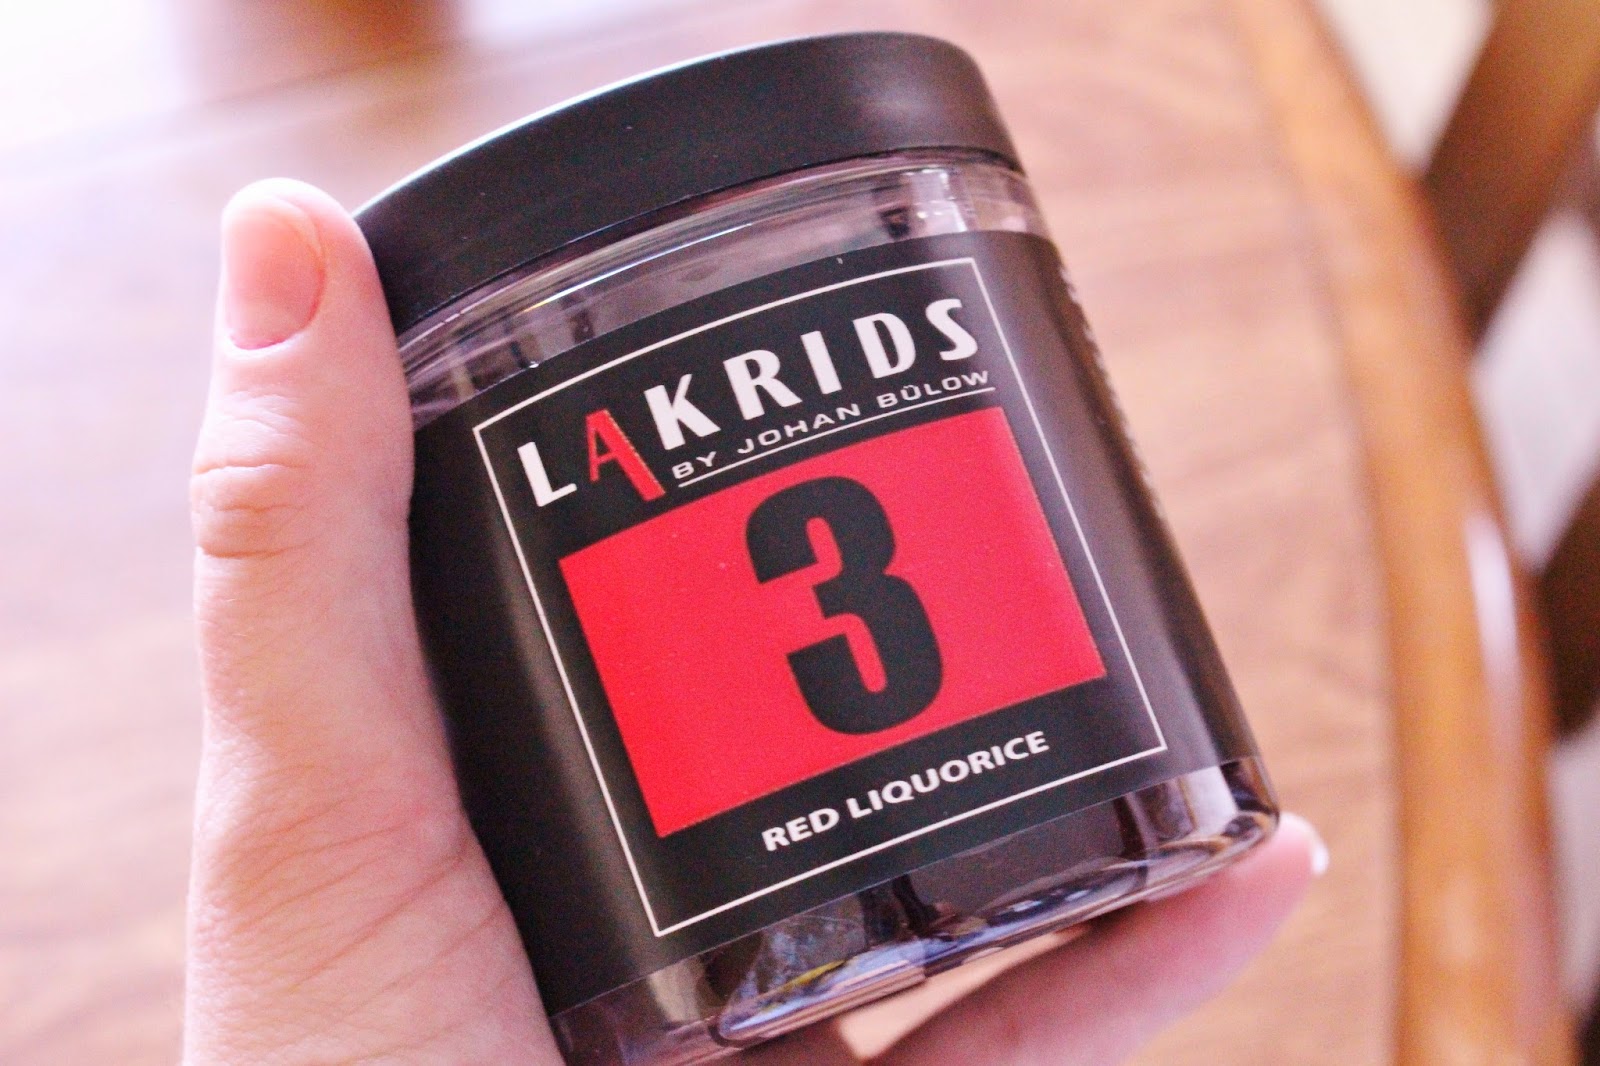 LAKRIDS
BY JOHAN BÜLOW
3
RED LIQUORICE